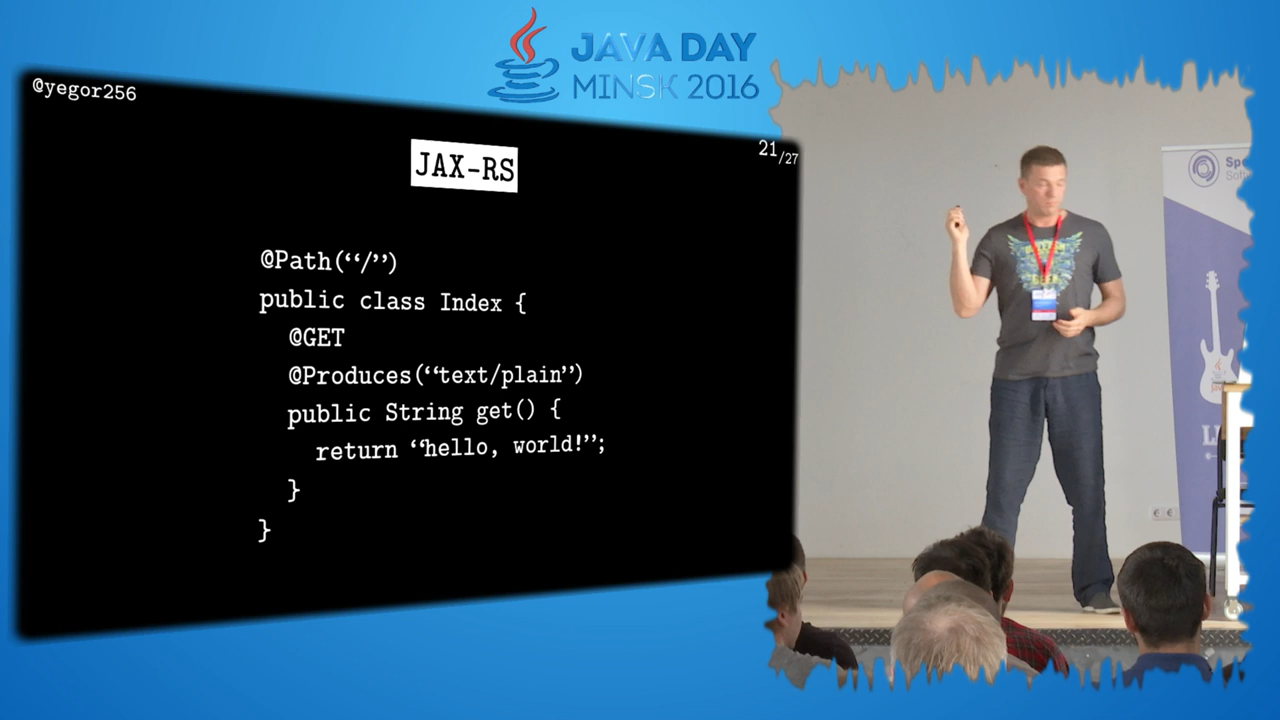 JAVA DAY
MINSK 2016
@yegor256
21/27
JAX-RS
@Path(“/”)
public class Index {
@GET
@Produces(“text/plain”)
public String get() {
return “hello, world!”;
}
}